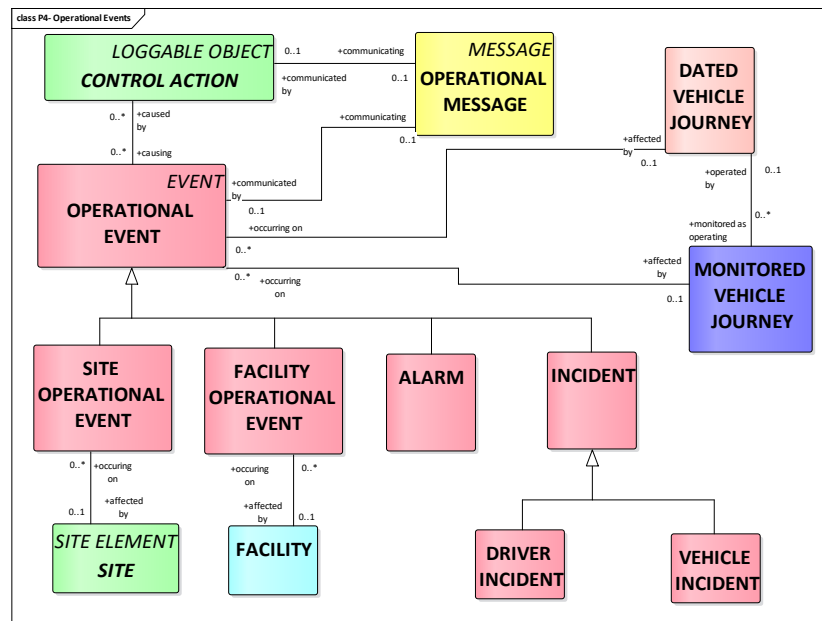 class P4- Operational Events
LOGGABLE OBJECT
CONTROL ACTION
0..1
+communicating
+communicated
by
0..1
MESSAGE
OPERATIONAL
MESSAGE
DATED
VEHICLE
JOURNEY
0..*
+caused
by
0..*
+causing
+communicating
0..1
+affected
by
0..1
+operated
by
0..1
EVENT
OPERATIONAL
EVENT
+communicated
by
0..1
+occurring on
0..*
0..*
+monitored as
operating
0..*
+occurring
on
+affected
by
0..1
MONITORED
VEHICLE
JOURNEY
SITE
OPERATIONAL
EVENT
FACILITY
OPERATIONAL
EVENT
ALARM
INCIDENT
0..*
+occuring
on
+occuring
on
0..*
0..1
+affected
by
+affected
by
0..1
SITE ELEMENT
SITE
FACILITY
DRIVER
INCIDENT
VEHICLE
INCIDENT